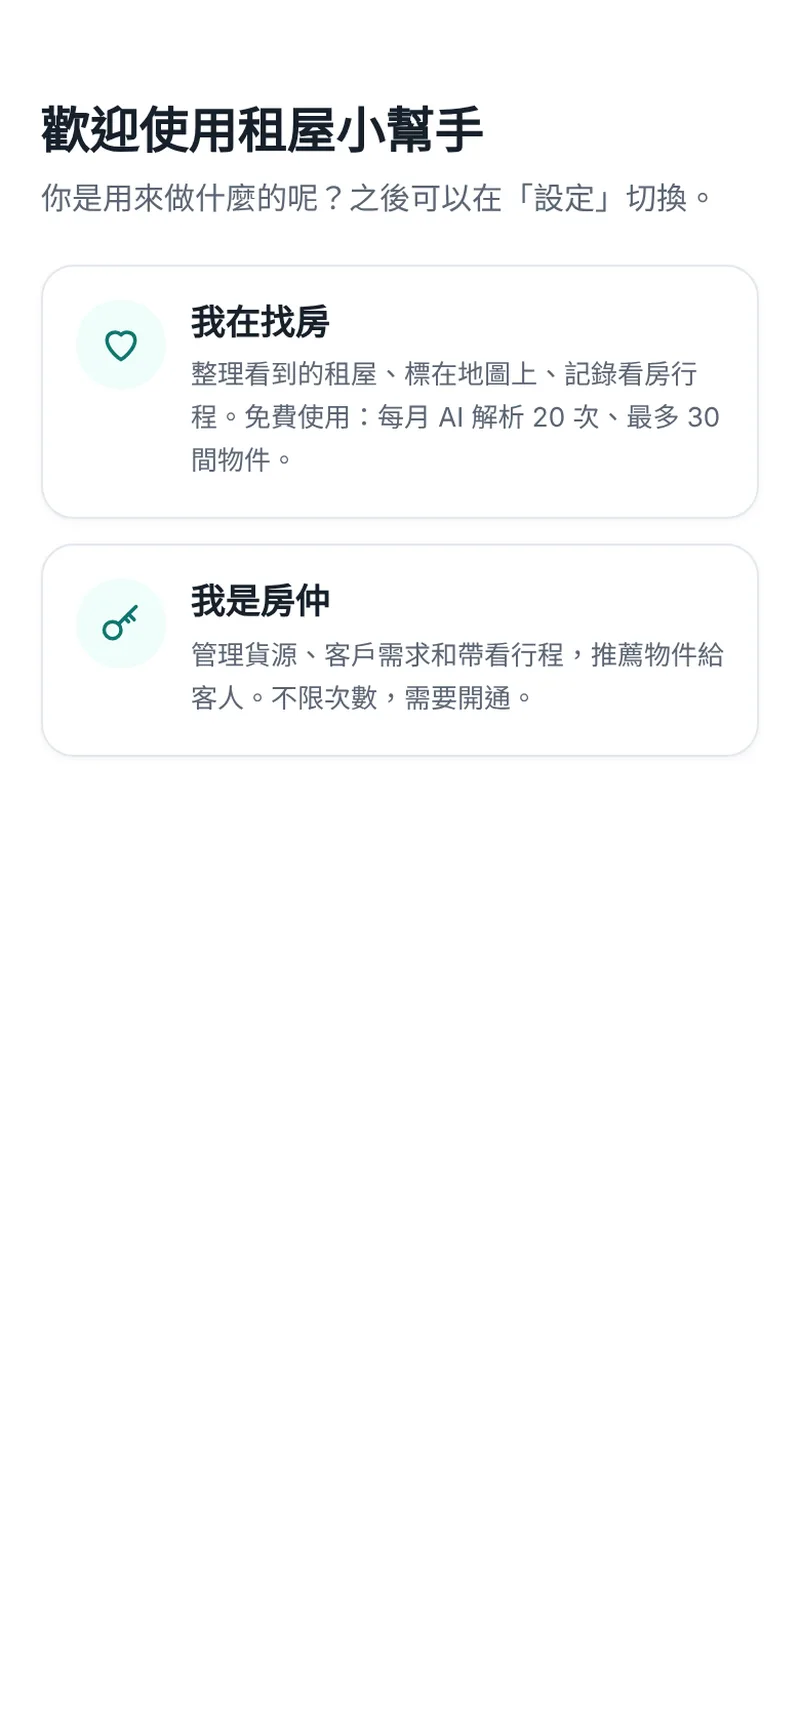 歡迎使用租屋小幫手
你是用來做什麼的呢？之後可以在「設定」切換。
我在找房
整理看到的租屋、標在地圖上、記錄看房行
程。免費使用：每月 AI 解析 20 次、最多 30
間物件。
我是房仲
管理貨源、客戶需求和帶看行程，推薦物件給
客人。不限次數，需要開通。